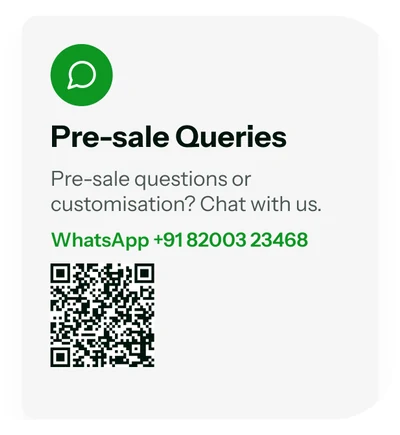 Pre-sale Queries
Pre-sale questions or
customisation? Chat with us.
WhatsApp +91 82003 23468